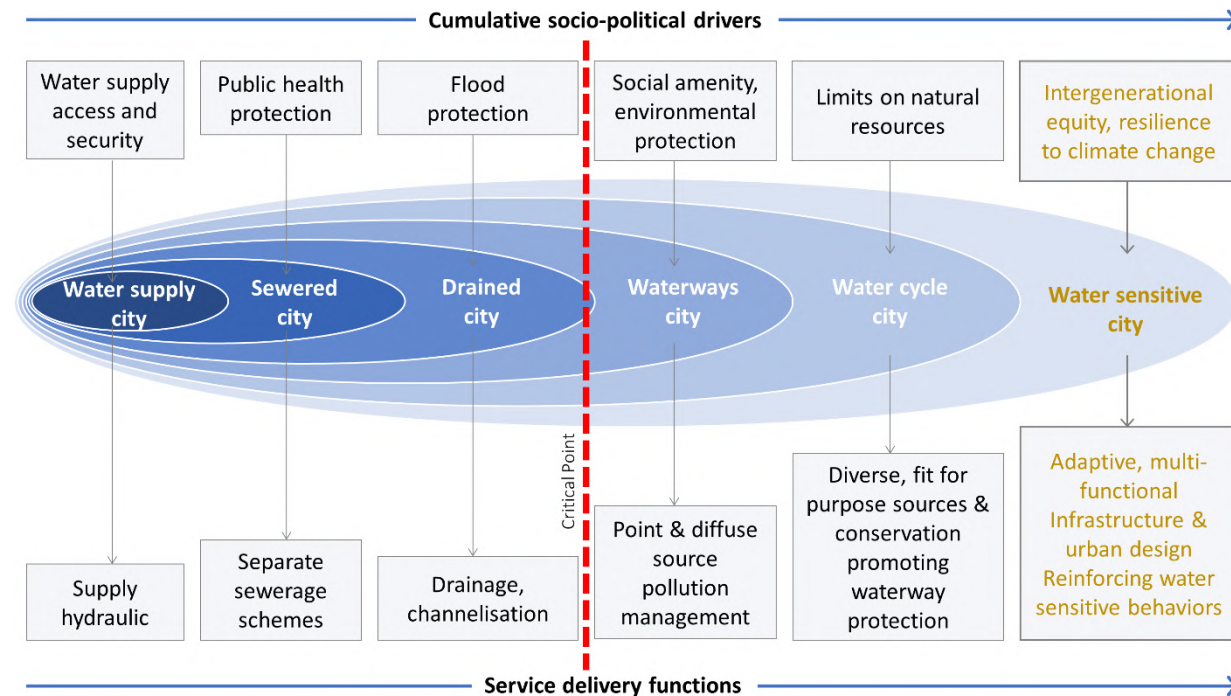 Cumulative socio-political drivers
Water supply
access and
security
Public health
protection
Flood
protection
Social amenity,
environmental
protection
Limits on natural
resources
Intergenerational
equity, resilience
to climate change
Water supply
city
Sewered
city
Drained
city
Waterways
city
Water cycle
city
Water sensitive
city
Critical Point
Supply
hydraulic
Separate
sewerage
schemes
Drainage,
channelisation
Point & diffuse
source
pollution
management
Diverse, fit for
purpose sources &
conservation
promoting
waterway
protection
Adaptive, multi-
functional
Infrastructure &
urban design
Reinforcing water
sensitive behaviors
Service delivery functions